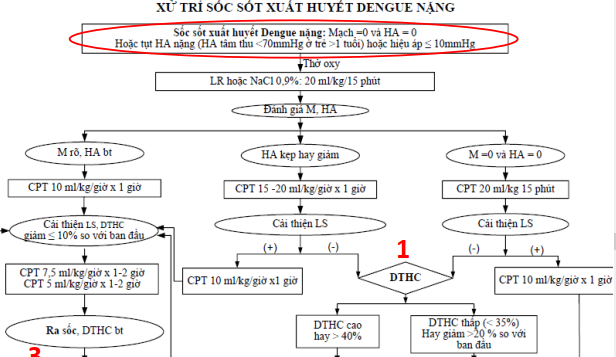 XỬ TRÍ SỐC SỐT XUẤT HUYẾT DENGUE NẶNG
Sốc sốt xuất huyết Dengue nặng: Mạch =0 và HA = 0
Hoặc tụt HA nặng (HA tâm thu <70mmHg ở trẻ >1 tuổi) hoặc hiệu áp ≤ 10mmHg
Thở oxy
LR hoặc NaCl 0,9%: 20 ml/kg/15 phút
Đánh giá M, HA
M rõ, HA bt
HA kẹp hay giảm
M =0 và HA = 0
CPT 10 ml/kg/giờ x 1 giờ
CPT 15 -20 ml/kg/giờ x 1 giờ
CPT 20 ml/kg 15 phút
Cải thiện LS, DTHC
giảm ≤ 10% so với ban đầu
Cải thiện LS
Cải thiện LS
(+)
(-)
1
(-)
(+)
CPT 7,5 ml/kg/giờ x 1-2 giờ
CPT 5 ml/kg/giờ x 1-2 giờ
CPT 10 ml/kg/giờ x1 giờ
DTHC
CPT 10 ml/kg/giờ x 1 giờ
Ra sốc, DTHC bt
DTHC cao
hay > 40%
DTHC thấp (< 35%)
Hay giảm >20 % so với
ban đầu
3